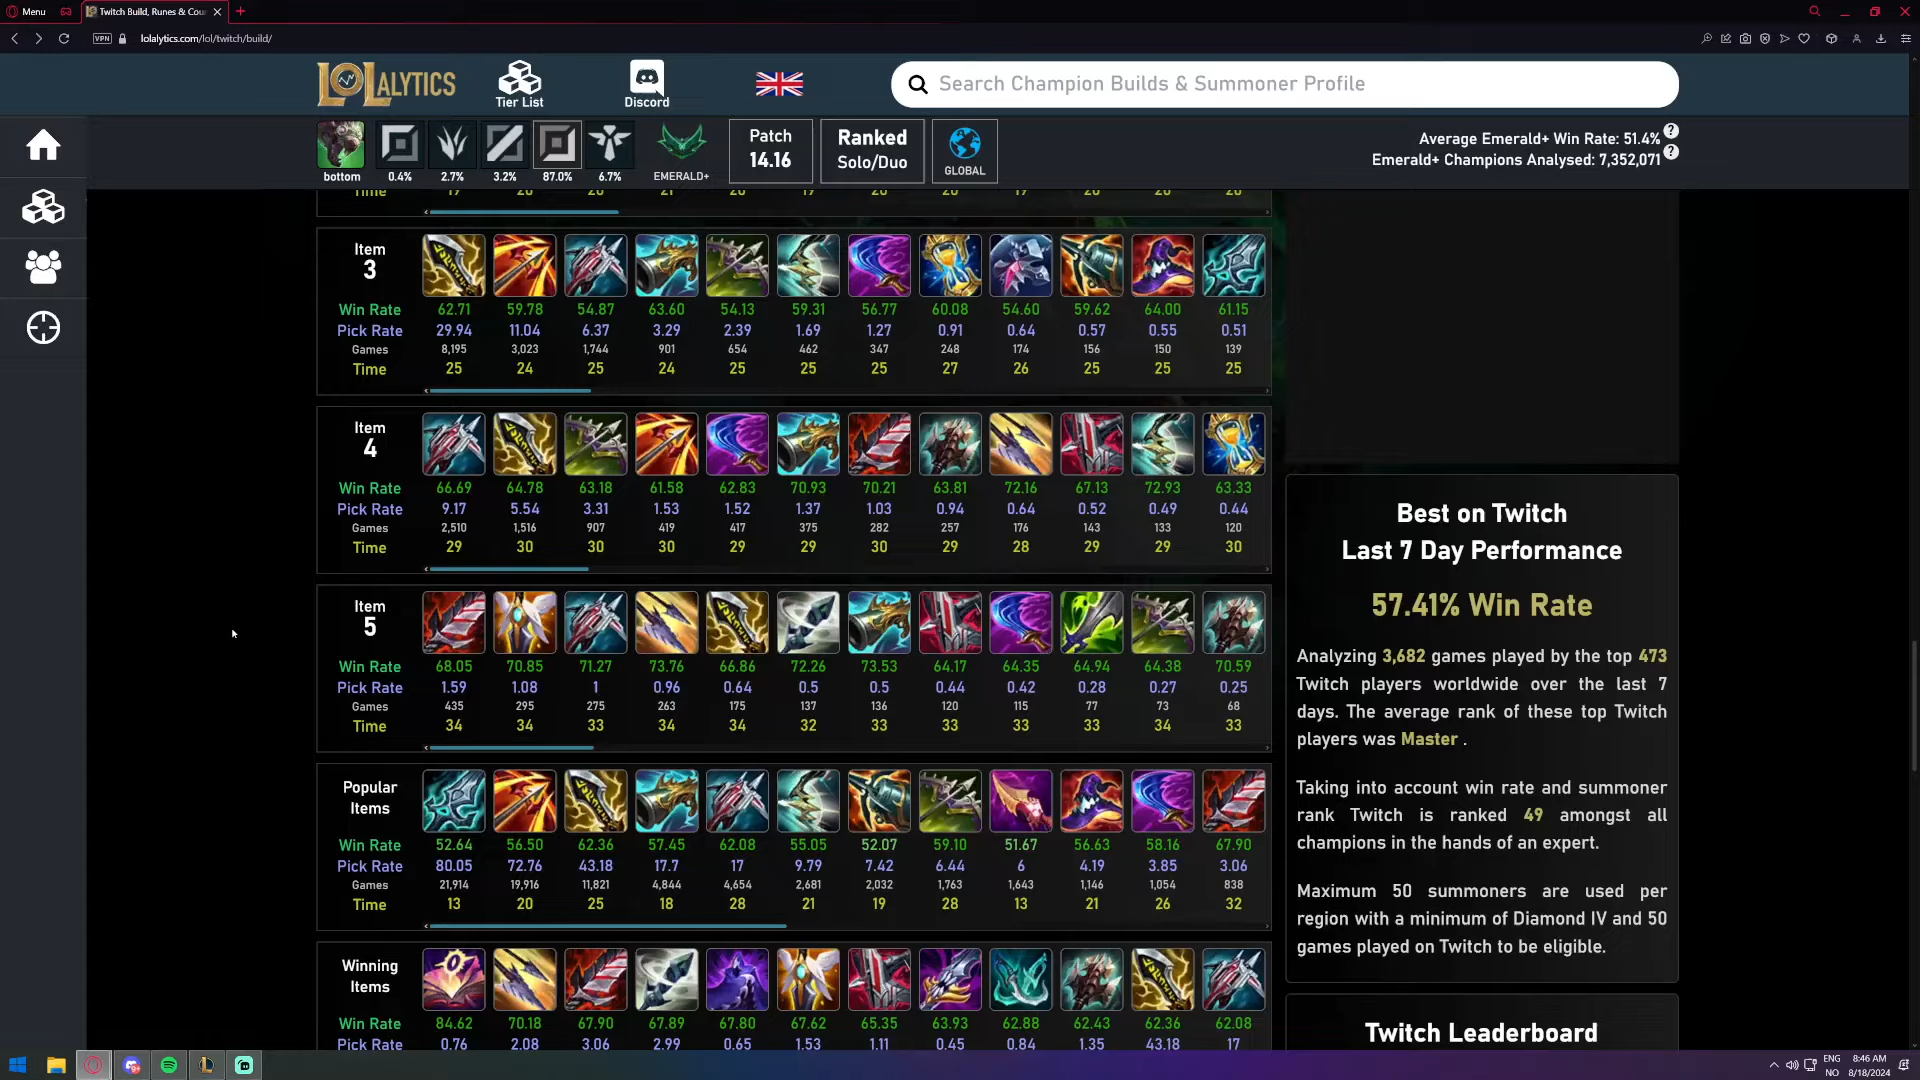 Menu
Twitch Build, Runes & Cou
VPN
lolalytics.com/lol/twitch/build/
LOLALYTICS
Tier List
Discord
Search Champion Builds & Summoner Profile
bottom
0.4%
2.7%
3.2%
87.0%
6.7%
EMERALD+
Patch
14.16
Ranked
Solo/Duo
GLOBAL
Average Emerald+ Win Rate: 51.4% ?
Emerald+ Champions Analysed: 7,352,071 ?
Item
3
Win Rate 62.71 59.78 54.87 63.60 54.13 59.31 56.77 60.08 54.60 59.62 64.00 61.15
Pick Rate 29.94 11.04 6.37 3.29 2.39 1.69 1.27 0.91 0.64 0.57 0.55 0.51
Games 8,195 3,023 1,744 901 654 462 347 248 174 156 150 139
Time 25 24 25 24 25 25 25 27 26 25 25 25
Item
4
Win Rate 66.69 64.78 63.18 61.58 62.83 70.93 70.21 63.81 72.16 67.13 72.93 63.33
Pick Rate 9.17 5.54 3.31 1.53 1.52 1.37 1.03 0.94 0.64 0.52 0.49 0.44
Games 2,510 1,516 907 419 417 375 282 257 176 143 133 120
Time 29 30 30 30 29 29 30 29 28 29 29 30
Item
5
Win Rate 68.05 70.85 71.27 73.76 66.86 72.26 73.53 64.17 64.35 64.94 64.38 70.59
Pick Rate 1.59 1.08 1 0.96 0.64 0.5 0.5 0.44 0.42 0.28 0.27 0.25
Games 435 295 275 263 175 137 136 120 115 77 73 68
Time 34 34 33 34 34 32 33 33 33 33 34 33
Popular
Items
Win Rate 52.64 56.50 62.36 57.45 62.08 55.05 52.07 59.10 51.67 56.63 58.16 67.90
Pick Rate 80.05 72.76 43.18 17.7 17 9.79 7.42 6.44 6 4.19 3.85 3.06
Games 21,914 19,916 11,821 4,844 4,654 2,681 2,032 1,763 1,643 1,146 1,054 838
Time 13 20 25 18 28 21 19 28 13 21 26 32
Winning
Items
Win Rate 84.62 70.18 67.90 67.89 67.80 67.62 65.35 63.93 62.88 62.43 62.36 62.08
Pick Rate 0.76 2.08 3.06 2.99 0.65 1.53 1.11 0.45 0.84 1.35 43.18 17
Best on Twitch
Last 7 Day Performance
57.41% Win Rate
Analyzing 3,682 games played by the top 473
Twitch players worldwide over the last 7
days. The average rank of these top Twitch
players was Master .
Taking into account win rate and summoner
rank Twitch is ranked 49 amongst all
champions in the hands of an expert.
Maximum 50 summoners are used per
region with a minimum of Diamond IV and 50
games played on Twitch to be eligible.
Twitch Leaderboard
ENG
NO
8:46 AM
8/18/2024